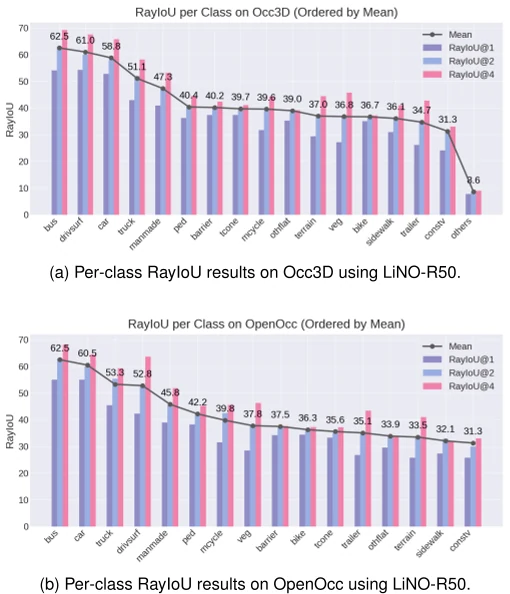 RayIoU per Class on Occ3D (Ordered by Mean)
70
60
50
40
30
20
10
0
RayIoU
62.5 61.0 58.8 51.1 47.3 40.4 40.2 39.7 39.6 39.0 37.0 36.8 36.7 36.1 34.7 31.3 8.6
Mean
RayIoU@1
RayIoU@2
RayIoU@4
bus drivsurf car truck manmade ped barrier tcone mcycle othflat terrain veg bike sidewalk trailer constv others
(a) Per-class RayIoU results on Occ3D using LiNO-R50.
RayIoU per Class on OpenOcc (Ordered by Mean)
70
60
50
40
30
20
10
0
RayIoU
62.5 60.5 53.3 52.8 45.8 42.2 39.8 37.8 37.5 36.3 35.6 35.1 33.9 33.5 32.1 31.3
Mean
RayIoU@1
RayIoU@2
RayIoU@4
bus car truck drivsurf manmade ped mcycle veg barrier bike tcone trailer othflat terrain sidewalk constv
(b) Per-class RayIoU results on OpenOcc using LiNO-R50.